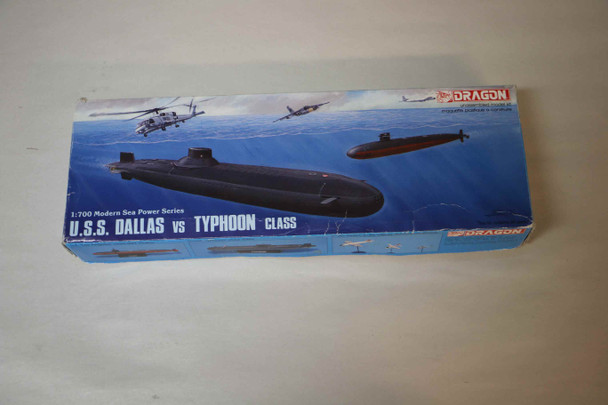 DRAGON
1:700 Modern Sea Power Series
U.S.S. DALLAS vs TYPHOON CLASS
DRAGON